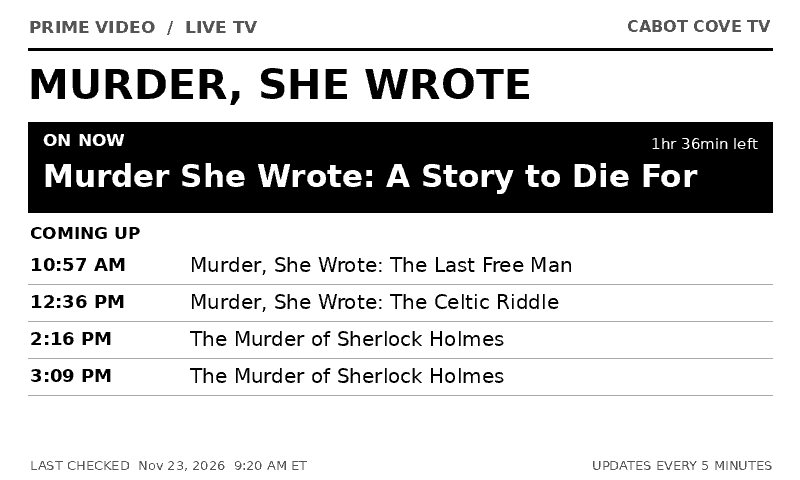 PRIME VIDEO / LIVE TV
CABOT COVE TV
MURDER, SHE WROTE
ON NOW
1hr 36min left
Murder She Wrote: A Story to Die For
COMING UP
10:57 AM Murder, She Wrote: The Last Free Man
12:36 PM Murder, She Wrote: The Celtic Riddle
2:16 PM The Murder of Sherlock Holmes
3:09 PM The Murder of Sherlock Holmes
LAST CHECKED Nov 23, 2026 9:20 AM ET
UPDATES EVERY 5 MINUTES